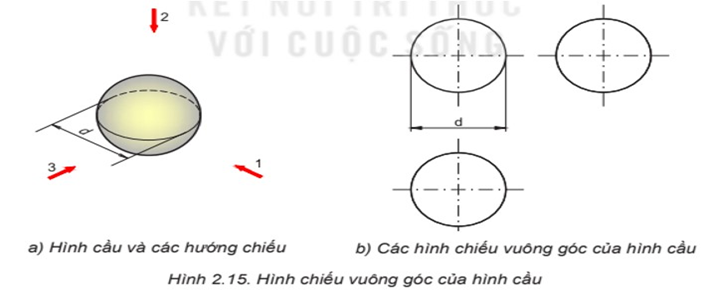 KẾT NỐI TRI THỨC
VỚI CUỘC SỐNG
2
d
3
1
d
a) Hình cầu và các hướng chiếu
b) Các hình chiếu vuông góc của hình cầu
Hình 2.15. Hình chiếu vuông góc của hình cầu